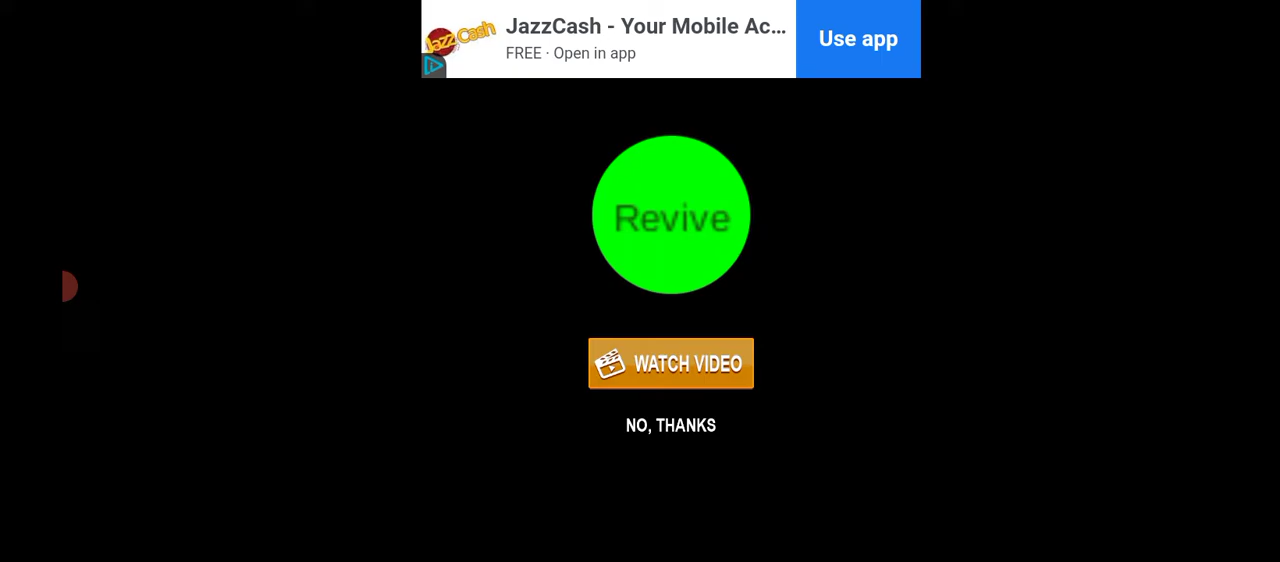 JazzCash
JazzCash - Your Mobile Ac...
FREE · Open in app
Use app
Revive
WATCH VIDEO
NO, THANKS